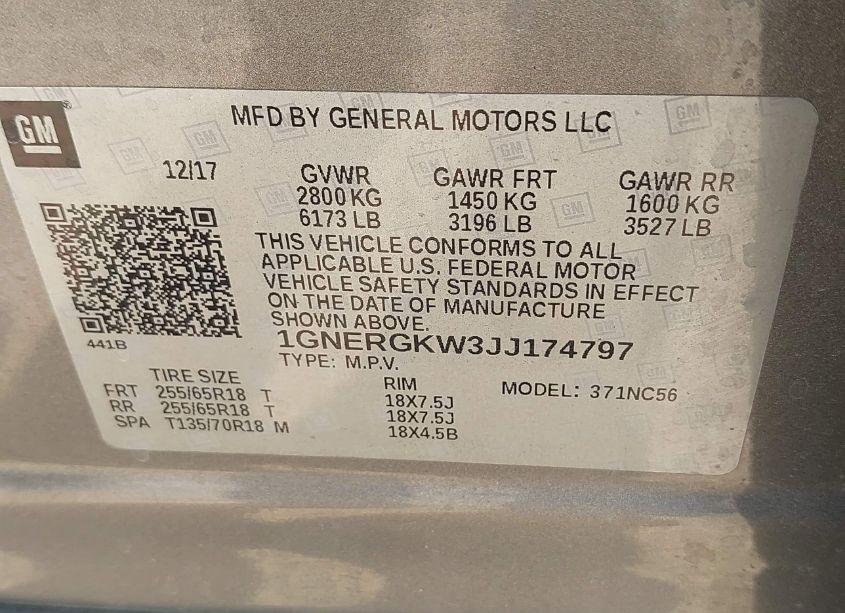 GM
MFD BY GENERAL MOTORS LLC
12/17
GVWR
2800 KG
6173 LB
GAWR FRT
1450 KG
3196 LB
GAWR RR
1600 KG
3527 LB
THIS VEHICLE CONFORMS TO ALL
APPLICABLE U.S. FEDERAL MOTOR
VEHICLE SAFETY STANDARDS IN EFFECT
ON THE DATE OF MANUFACTURE
SHOWN ABOVE.
441B
1GNERGKW3JJ174797
TYPE: M.P.V.
TIRE SIZE
RIM
MODEL: 371NC56
FRT 255/65R18 T 18X7.5J
RR 255/65R18 T 18X7.5J
SPA T135/70R18 M 18X4.5B